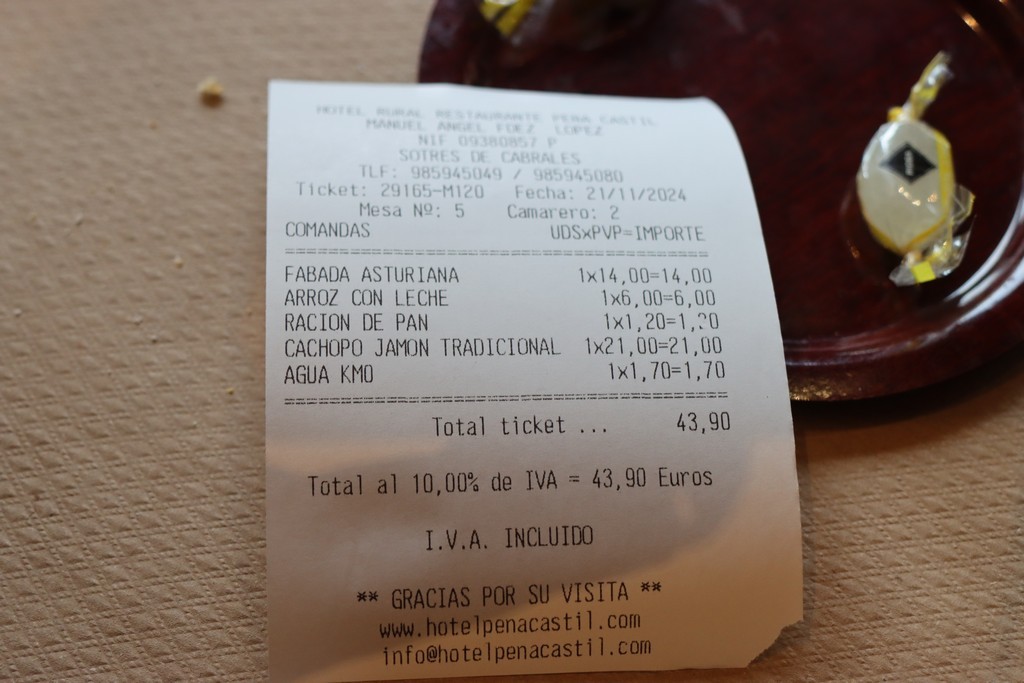 HOTEL RURAL RESTAURANTE PENA CASTIL
MANUEL ANGEL FDEZ LOPEZ
NIF 09380857 P
SOTRES DE CABRALES
TLF: 985945049 / 985945080
Ticket: 29165-M120 Fecha: 21/11/2024
Mesa Nº: 5 Camarero: 2
COMANDAS UDSxPVP=IMPORTE
========================================
FABADA ASTURIANA 1x14,00=14,00
ARROZ CON LECHE 1x6,00=6,00
RACION DE PAN 1x1,20=1,20
CACHOPO JAMON TRADICIONAL 1x21,00=21,00
AGUA KM0 1x1,70=1,70
========================================
Total ticket ... 43,90
Total al 10,00% de IVA = 43,90 Euros
I.V.A. INCLUIDO
** GRACIAS POR SU VISITA **
www.hotelpenacastil.com
info@hotelpenacastil.com